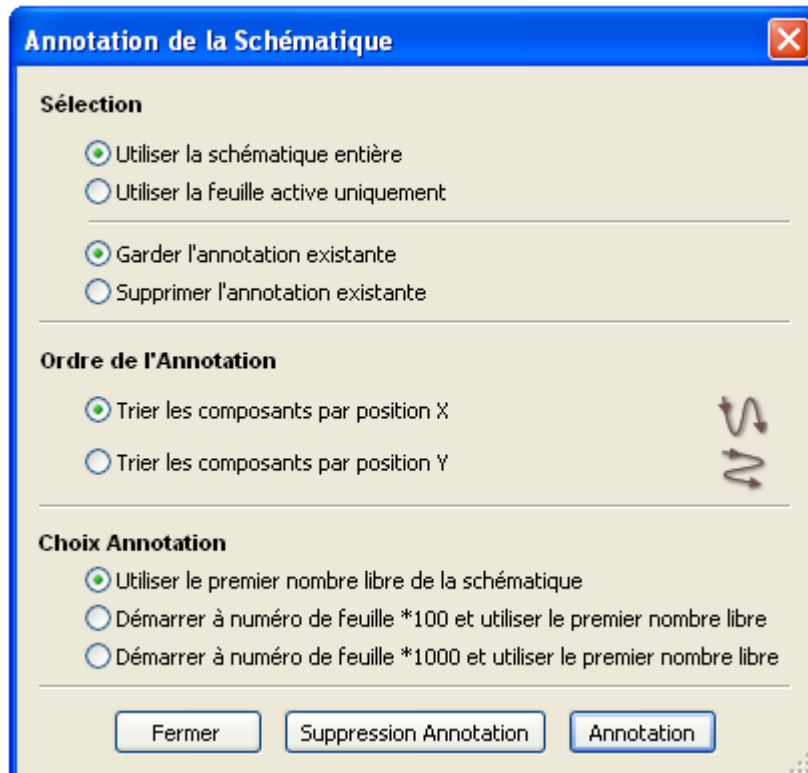 Annotation de la Schématique
Sélection
Utiliser la schématique entière
Utiliser la feuille active uniquement
Garder l'annotation existante
Supprimer l'annotation existante
Ordre de l'Annotation
Trier les composants par position X
Trier les composants par position Y
Choix Annotation
Utiliser le premier nombre libre de la schématique
Démarrer à numéro de feuille *100 et utiliser le premier nombre libre
Démarrer à numéro de feuille *1000 et utiliser le premier nombre libre
Fermer Suppression Annotation Annotation